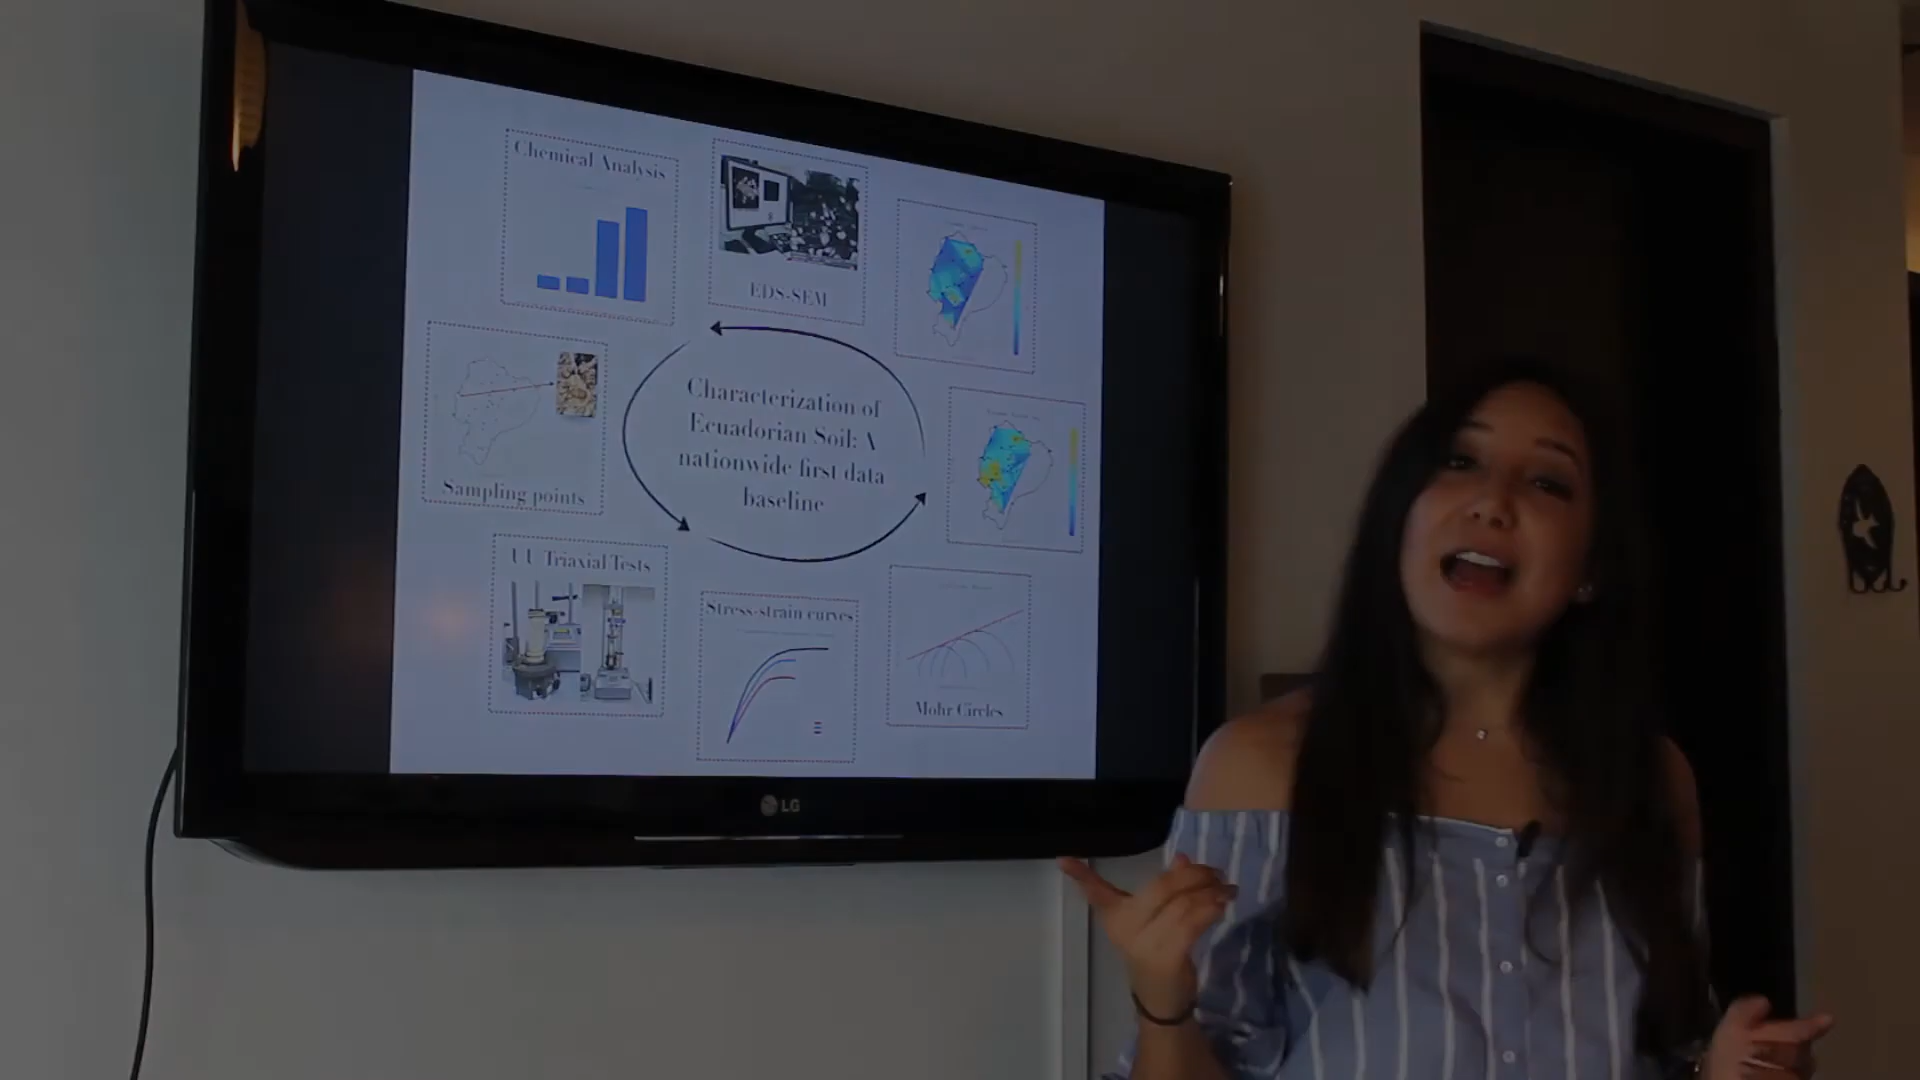 Chemical Analysis
EDS-SEM
Characterization of
Ecuadorian Soil: A
nationwide first data
baseline
Sampling points
UU Triaxial Tests
Stress-strain curves
Mohr Circles
LG